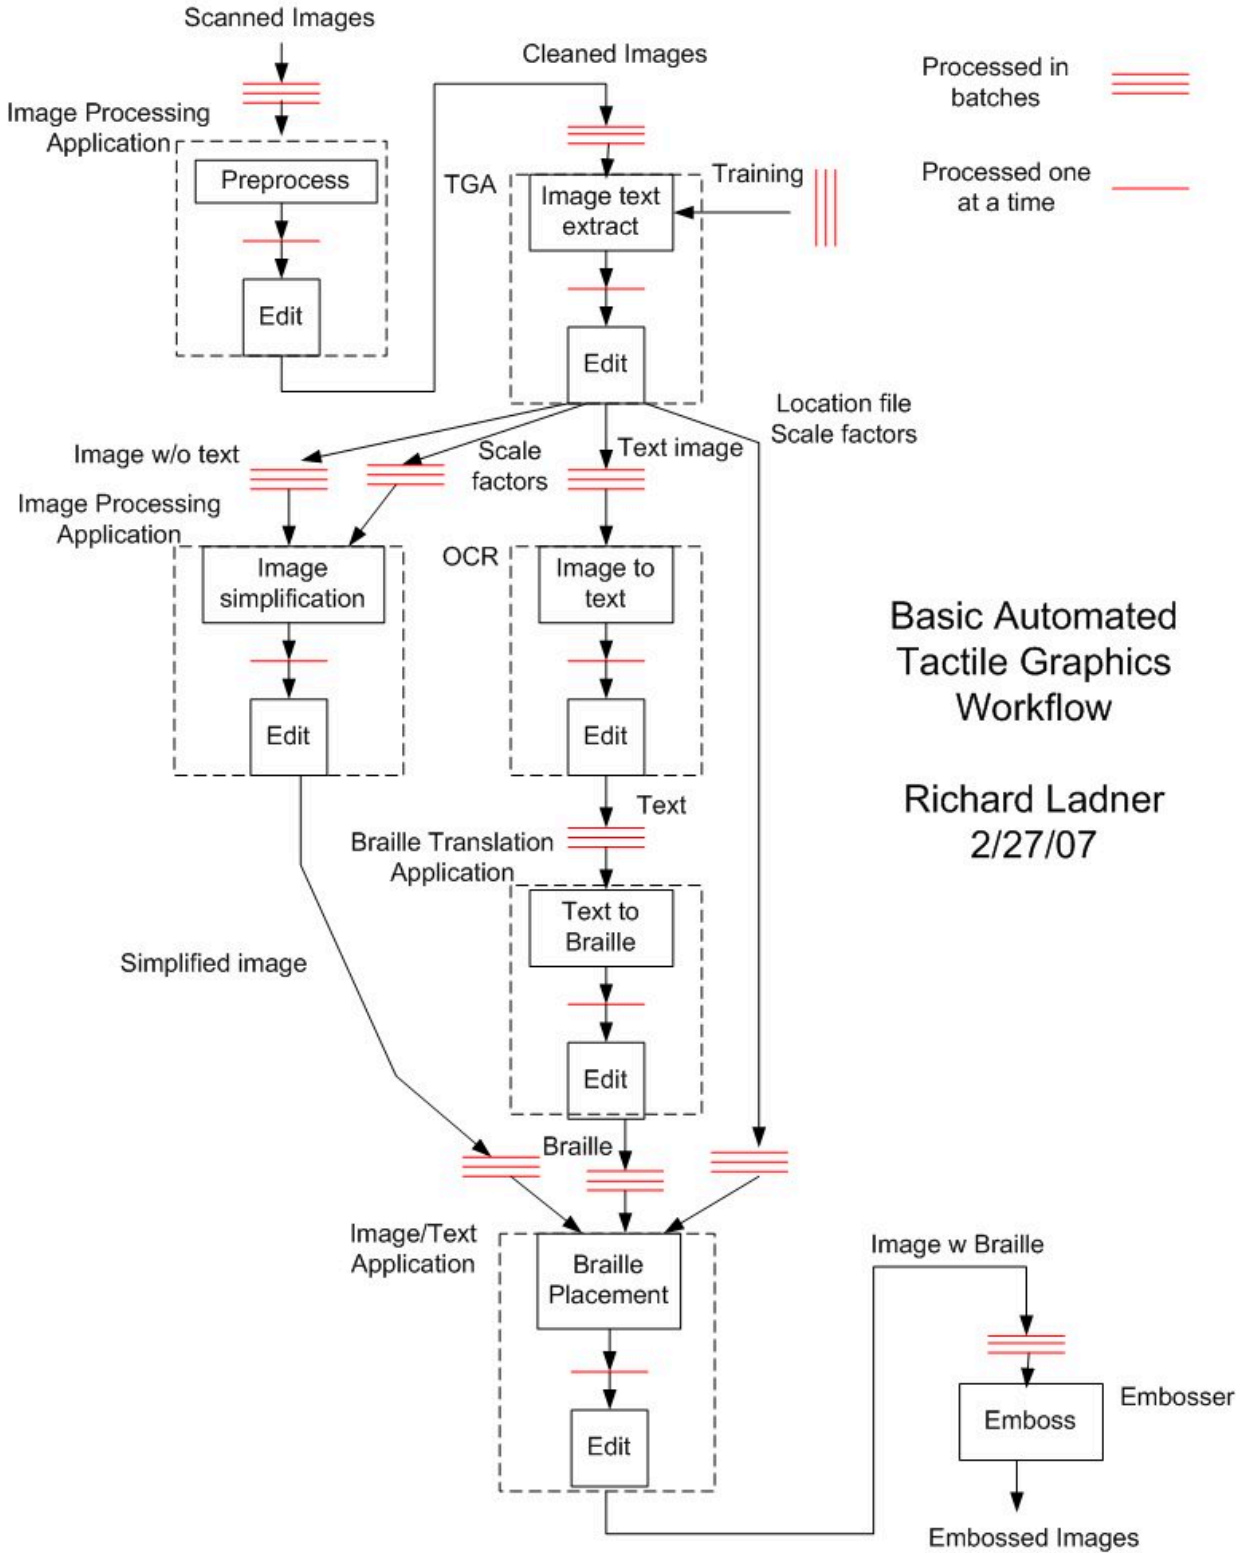 Scanned Images
Image Processing
Application
Preprocess
Edit
Cleaned Images
TGA
Image text
extract
Training
Edit
Processed in
batches
Processed one
at a time
Location file
Scale factors
Image w/o text
Scale
factors
Text image
Image Processing
Application
Image
simplification
Edit
OCR
Image to
text
Edit
Text
Braille Translation
Application
Text to
Braille
Edit
Simplified image
Braille
Basic Automated
Tactile Graphics
Workflow
Richard Ladner
2/27/07
Image/Text
Application
Braille
Placement
Edit
Image w Braille
Emboss
Embosser
Embossed Images